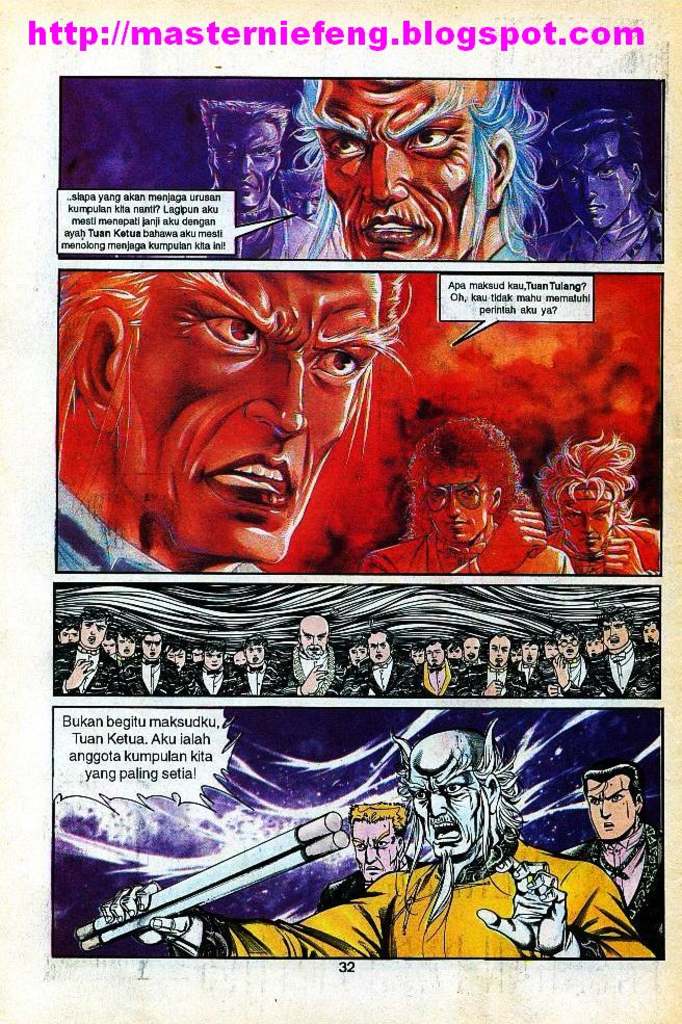 http://masterniefeng.blogspot.com
..siapa yang akan menjaga urusan
kumpulan kita nanti? Lagipun aku
mesti menepati janji aku dengan
ayah Tuan Ketua bahawa aku mesti
menolong menjaga kumpulan kita!
Apa maksud kau,Tuan Tulang?
Oh, kau tidak mahu mematuhi
perintah aku ya?
Bukan begitu maksudku,
Tuan Ketua. Aku ialah
anggota kumpulan kita
yang paling setia!
32